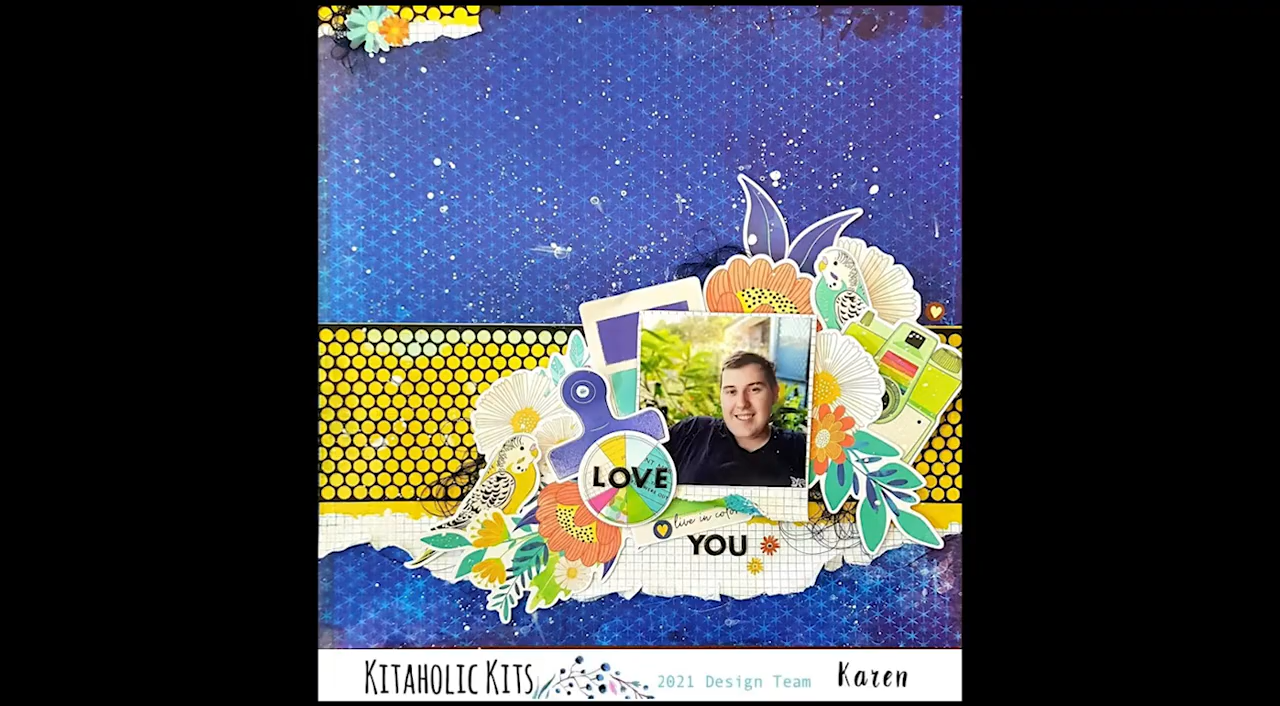 LOVE
live in color
YOU
KITAHOLIC KITS
2021 Design Team
Karen